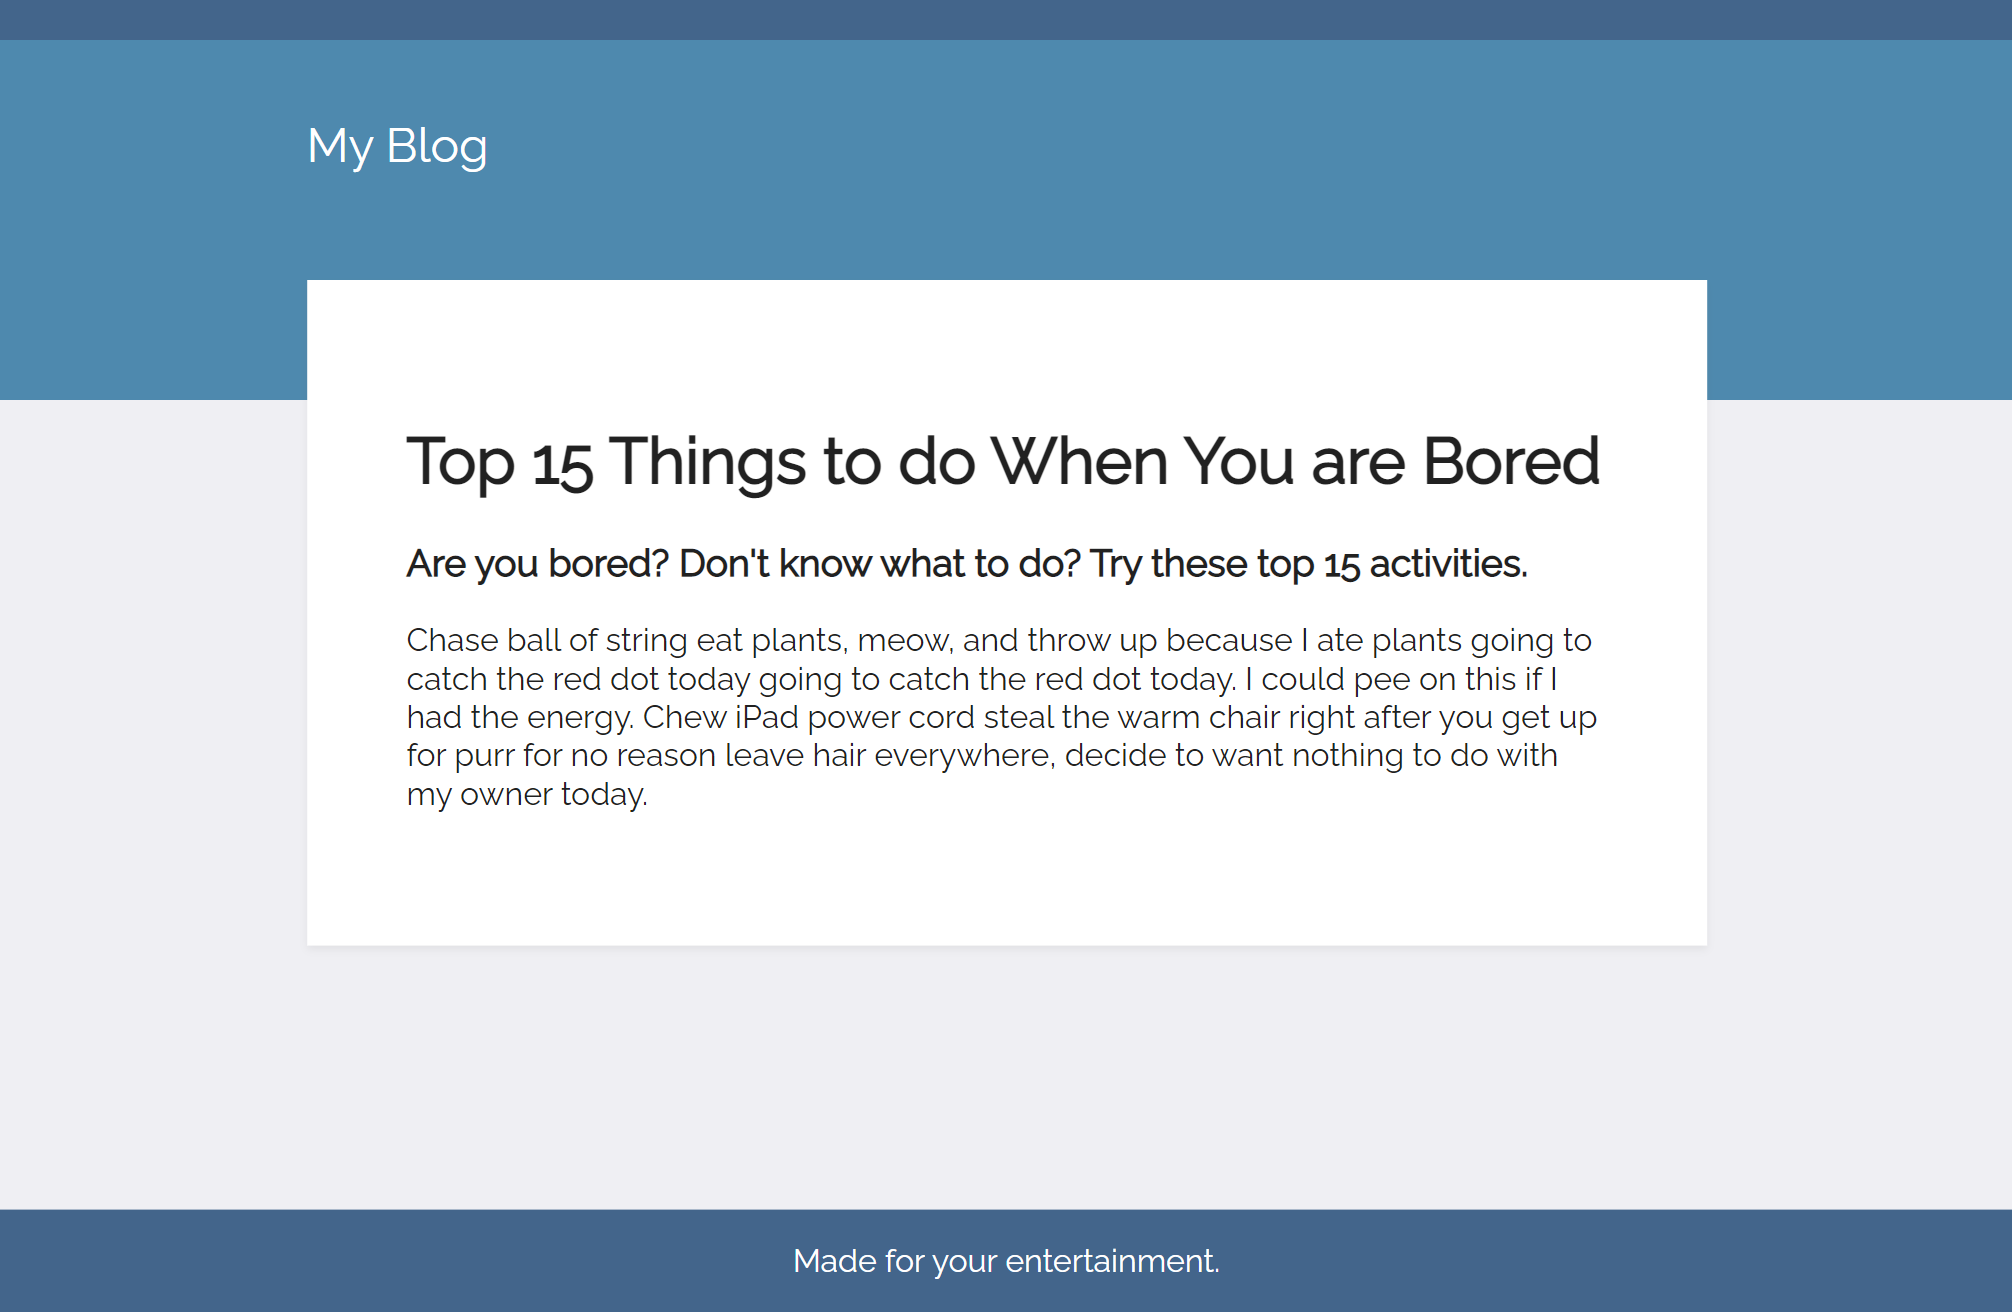 My Blog
Top 15 Things to do When You are Bored
Are you bored? Don't know what to do? Try these top 15 activities.
Chase ball of string eat plants, meow, and throw up because I ate plants going to
catch the red dot today going to catch the red dot today. I could pee on this if I
had the energy. Chew iPad power cord steal the warm chair right after you get up
for purr for no reason leave hair everywhere, decide to want nothing to do with
my owner today.
Made for your entertainment.